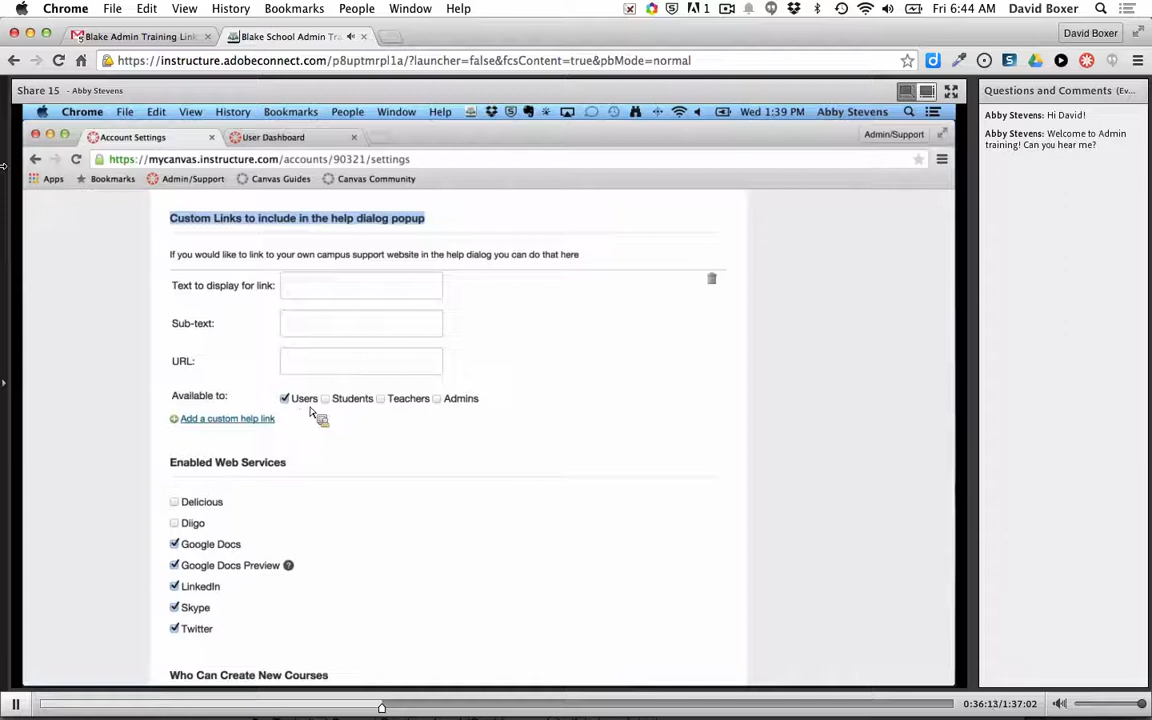 Chrome File Edit View History Bookmarks People Window Help 1 Fri 6:44 AM David Boxer
Blake Admin Training Link Blake School Admin Tra David Boxer
https://instructure.adobeconnect.com/p8uptmrpl1a/?launcher=false&fcsContent=true&pbMode=normal
Share 15 - Abby Stevens
Questions and Comments (Ev...
Chrome File Edit View History Bookmarks People Window Help Wed 1:39 PM Abby Stevens
Abby Stevens: Hi David!
Abby Stevens: Welcome to Admin
training! Can you hear me?
Account Settings User Dashboard Admin/Support
https://mycanvas.instructure.com/accounts/90321/settings
Apps Bookmarks Admin/Support Canvas Guides Canvas Community
Custom Links to include in the help dialog popup
If you would like to link to your own campus support website in the help dialog you can do that here
Text to display for link:
Sub-text:
URL:
Available to: Users Students Teachers Admins
Add a custom help link
Enabled Web Services
Delicious
Diigo
Google Docs
Google Docs Preview ?
LinkedIn
Skype
Twitter
Who Can Create New Courses
0:36:13/1:37:02